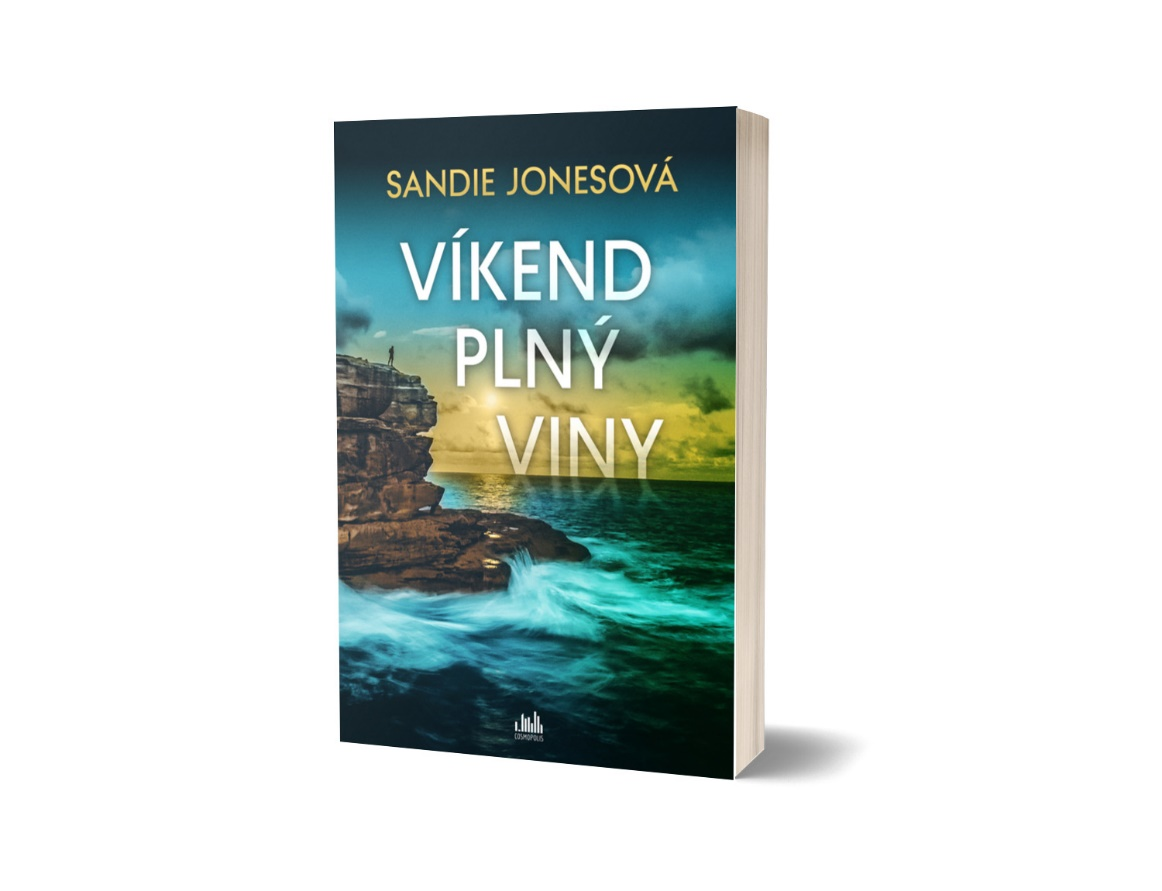 SANDIE JONESOVÁ
VÍKEND
PLNÝ
VINY
COSMOPOLIS